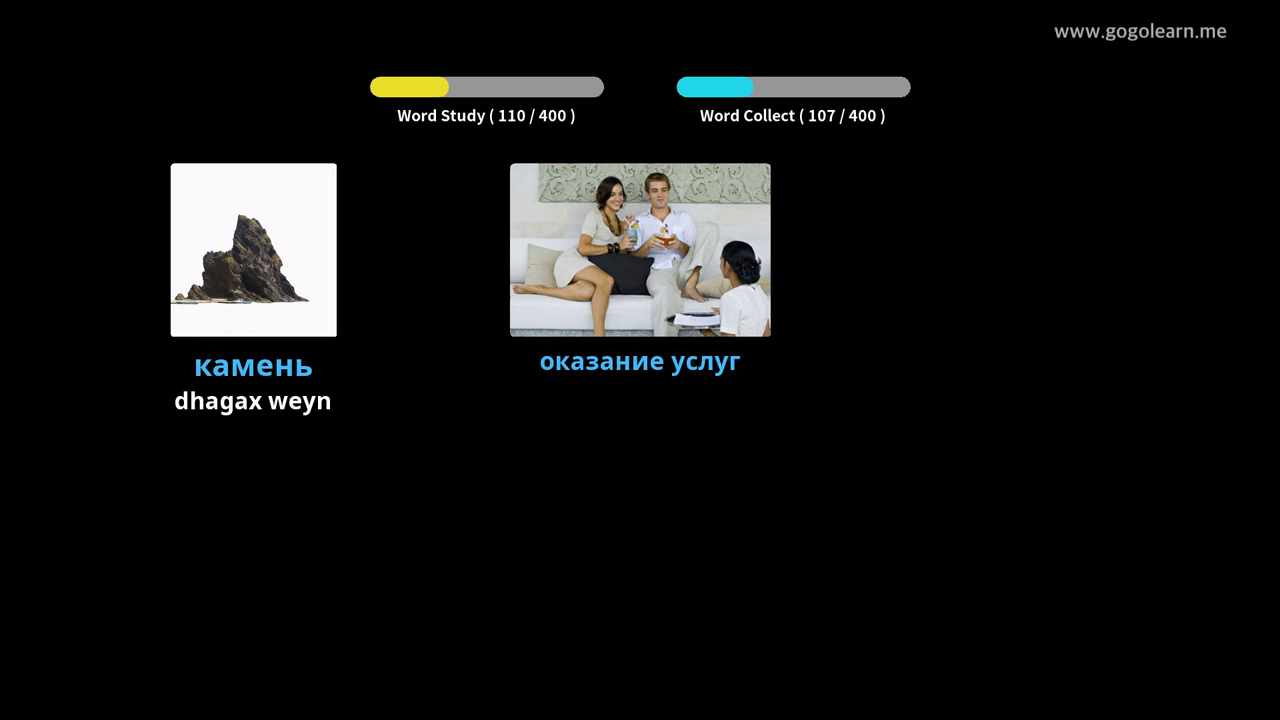 www.gogolearn.me
Word Study ( 110 / 400 )
Word Collect ( 107 / 400 )
камень
dhagax weyn
оказание услуг